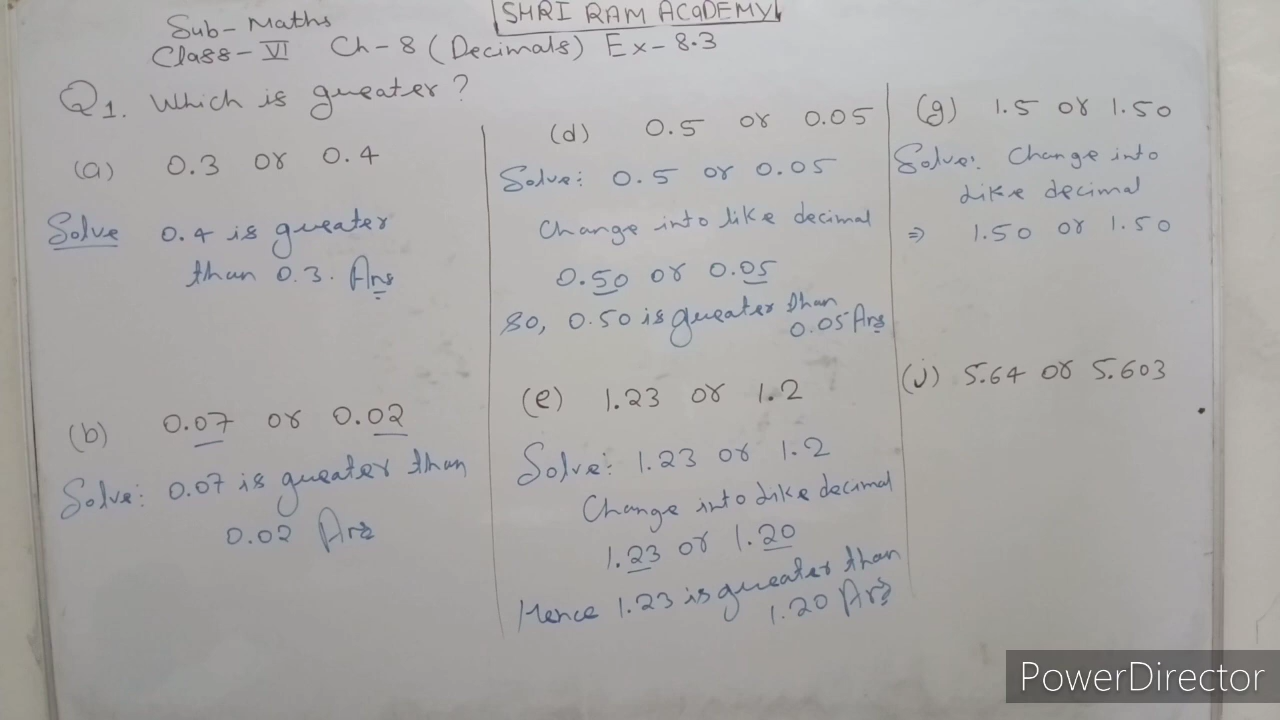 SHRI RAM ACADEMY
Sub- Maths
Class- VI Ch-8 (Decimals) Ex-8.3
Q1. Which is greater?
(a) 0.3 or 0.4
Solve 0.4 is greater
than 0.3. Ans
(b) 0.07 or 0.02
Solve: 0.07 is greater than
0.02 Ans
(d) 0.5 or 0.05
Solve: 0.5 or 0.05
Change into like decimal
0.50 or 0.05
So, 0.50 is greater than
0.05 Ans
(e) 1.23 or 1.2
Solve: 1.23 or 1.2
Change into like decimal
1.23 or 1.20
Hence 1.23 is greater than
1.20 Ans
(g) 1.5 or 1.50
Solve: Change into
like decimal
⇒ 1.50 or 1.50
(j) 5.64 or 5.603
PowerDirector